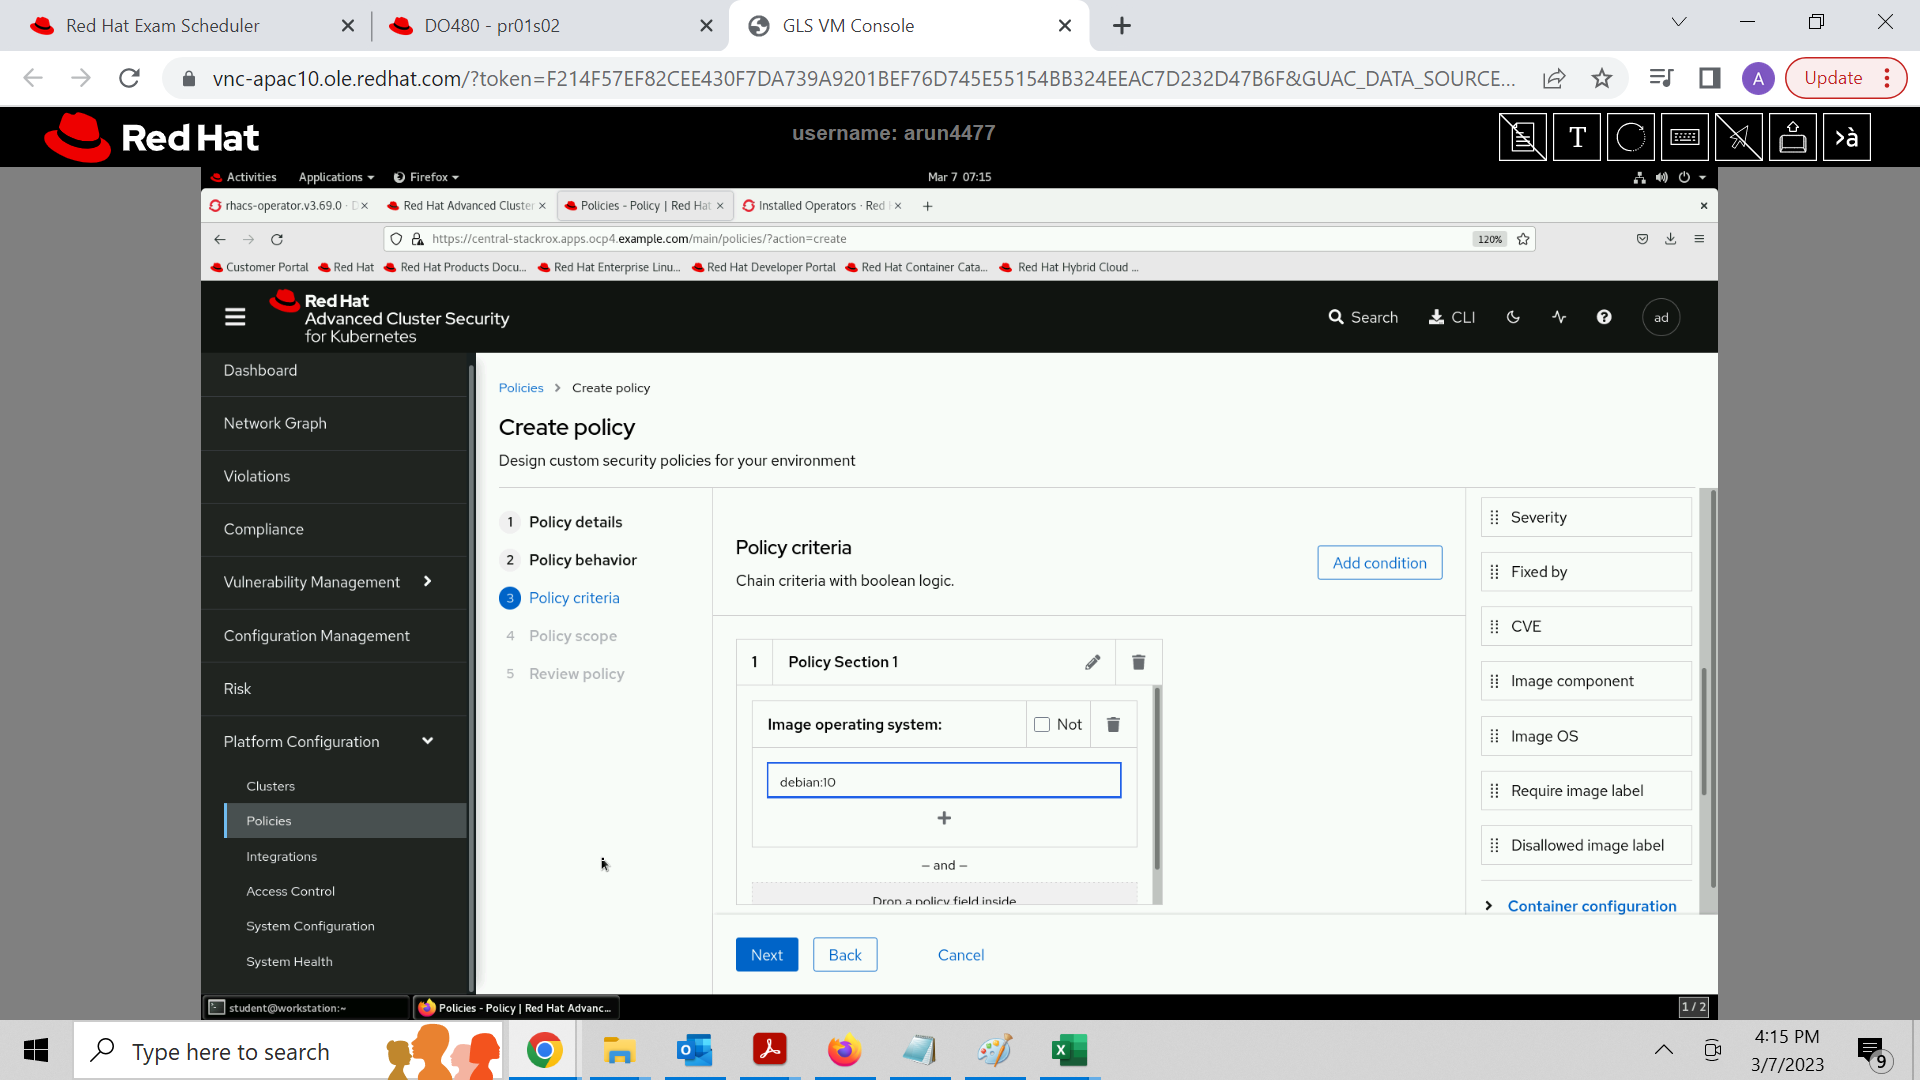 Red Hat Exam Scheduler
DO480 - pr01s02
GLS VM Console
vnc-apac10.ole.redhat.com/?token=F214F57EF82CEE430F7DA739A9201BEF76D745E55154BB324EEAC7D232D47B6F&GUAC_DATA_SOURCE...
A
Update
Red Hat
username: arun4477
T
>à
Activities
Applications
Firefox
Mar 7 07:15
rhacs-operator.v3.69.0 · D
Red Hat Advanced Cluster
Policies - Policy | Red Hat
Installed Operators · Red
https://central-stackrox.apps.ocp4.example.com/main/policies/?action=create
120%
Customer Portal
Red Hat
Red Hat Products Docu...
Red Hat Enterprise Linu...
Red Hat Developer Portal
Red Hat Container Cata...
Red Hat Hybrid Cloud ...
Red Hat
Advanced Cluster Security
for Kubernetes
Search
CLI
ad
Dashboard
Network Graph
Violations
Compliance
Vulnerability Management
Configuration Management
Risk
Platform Configuration
Clusters
Policies
Integrations
Access Control
System Configuration
System Health
Policies > Create policy
Create policy
Design custom security policies for your environment
1 Policy details
2 Policy behavior
3 Policy criteria
4 Policy scope
5 Review policy
Policy criteria
Chain criteria with boolean logic.
Add condition
1 Policy Section 1
Image operating system:
Not
debian:10
— and —
Drop a policy field inside
Severity
Fixed by
CVE
Image component
Image OS
Require image label
Disallowed image label
Container configuration
Next
Back
Cancel
student@workstation:~
Policies - Policy | Red Hat Advanc...
1 / 2
Type here to search
4:15 PM
3/7/2023
9